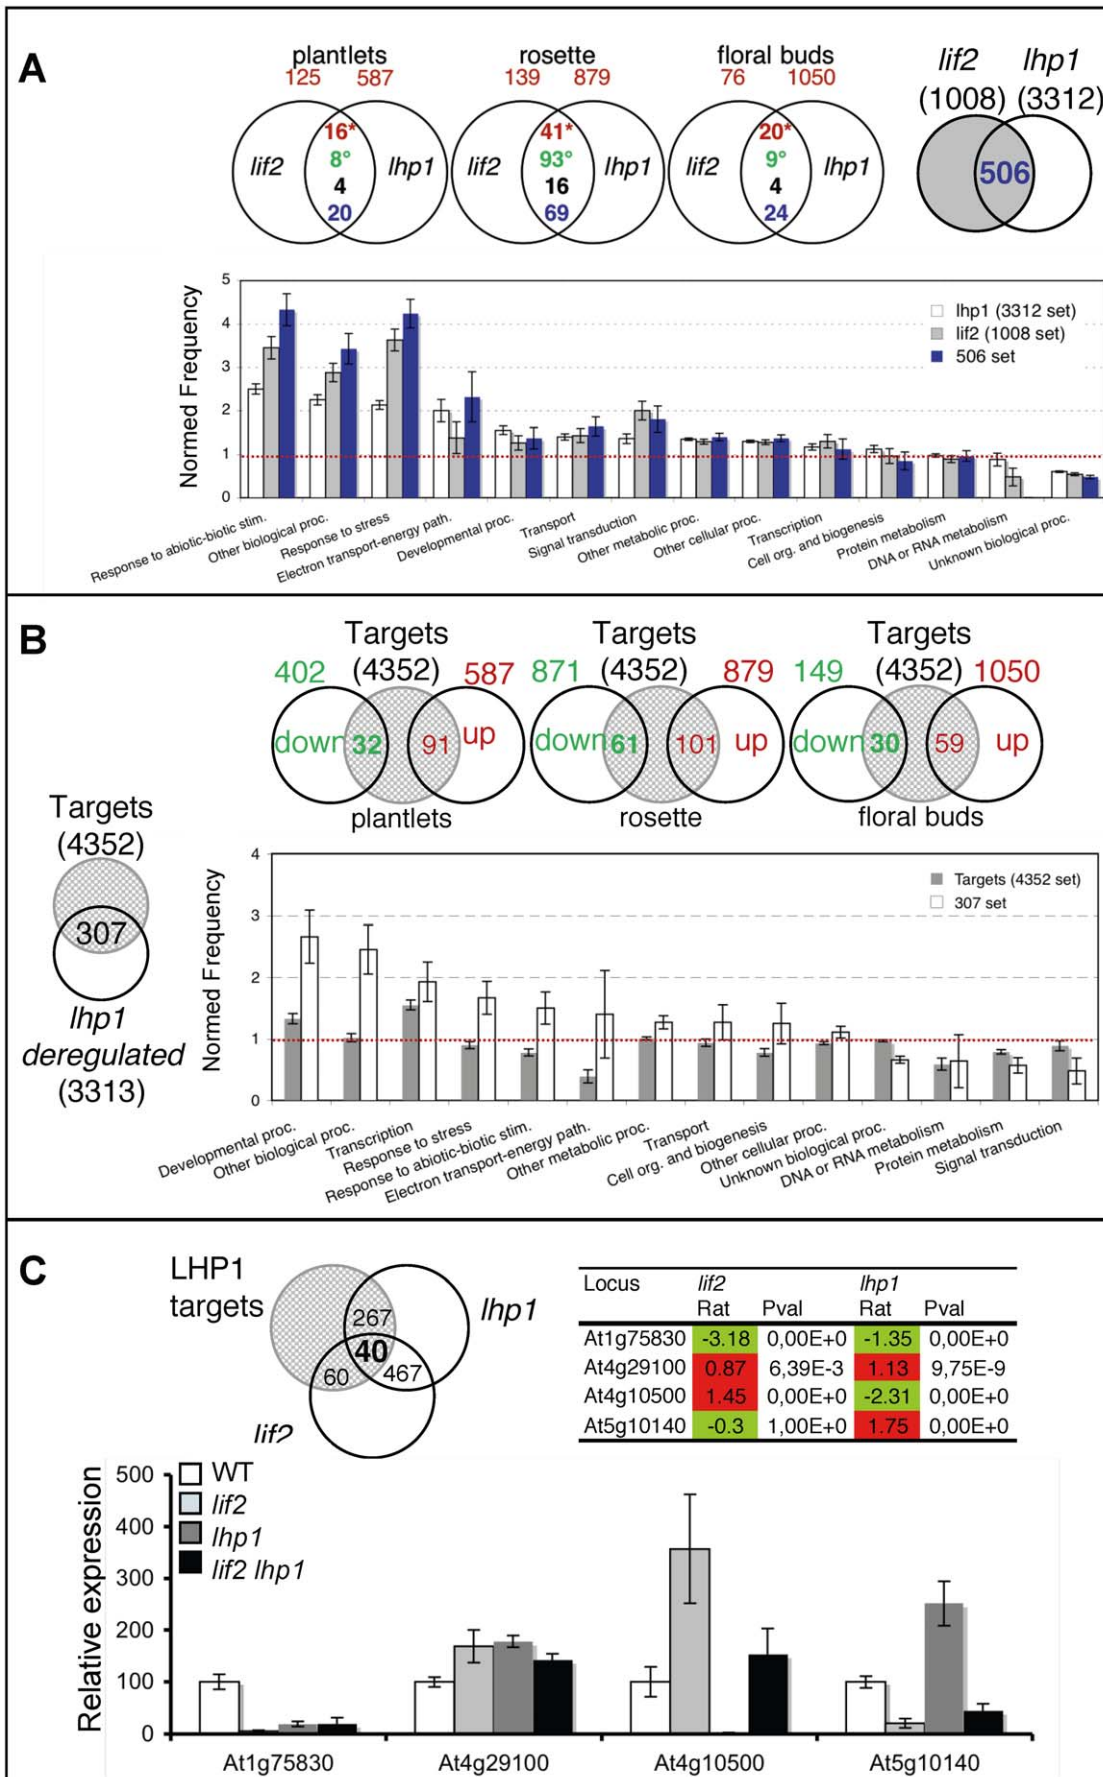 A
plantlets
125 587
16*
8°
4
20
lif2 lhp1
rosette
139 879
41*
93°
16
69
lif2 lhp1
floral buds
76 1050
20*
9°
4
24
lif2 lhp1
lif2 lhp1
(1008) (3312)
506
Normed Frequency
5
4
3
2
1
0
lhp1 (3312 set)
lif2 (1008 set)
506 set
Response to abiotic-biotic stim.
Other biological proc.
Response to stress
Electron transport-energy path.
Developmental proc.
Transport
Signal transduction
Other metabolic proc.
Other cellular proc.
Transcription
Cell org. and biogenesis
Protein metabolism
DNA or RNA metabolism
Unknown biological proc.
B
Targets
402 (4352) 587
down 32 91 up
plantlets
Targets
871 (4352) 879
down 61 101 up
rosette
Targets
149 (4352) 1050
down 30 59 up
floral buds
Targets
(4352)
307
lhp1
deregulated
(3313)
Normed Frequency
4
3
2
1
0
Targets (4352 set)
307 set
Developmental proc.
Other biological proc.
Transcription
Response to stress
Response to abiotic-biotic stim.
Electron transport-energy path.
Other metabolic proc.
Transport
Cell org. and biogenesis
Other cellular proc.
Unknown biological proc.
DNA or RNA metabolism
Protein metabolism
Signal transduction
C
LHP1
targets
lhp1
267
40
60 467
lif2
Locus lif2 lhp1
Rat Pval Rat Pval
At1g75830 -3.18 0,00E+0 -1.35 0,00E+0
At4g29100 0.87 6,39E-3 1.13 9,75E-9
At4g10500 1.45 0,00E+0 -2.31 0,00E+0
At5g10140 -0.3 1,00E+0 1.75 0,00E+0
Relative expression
500
400
300
200
100
0
WT
lif2
lhp1
lif2 lhp1
At1g75830 At4g29100 At4g10500 At5g10140